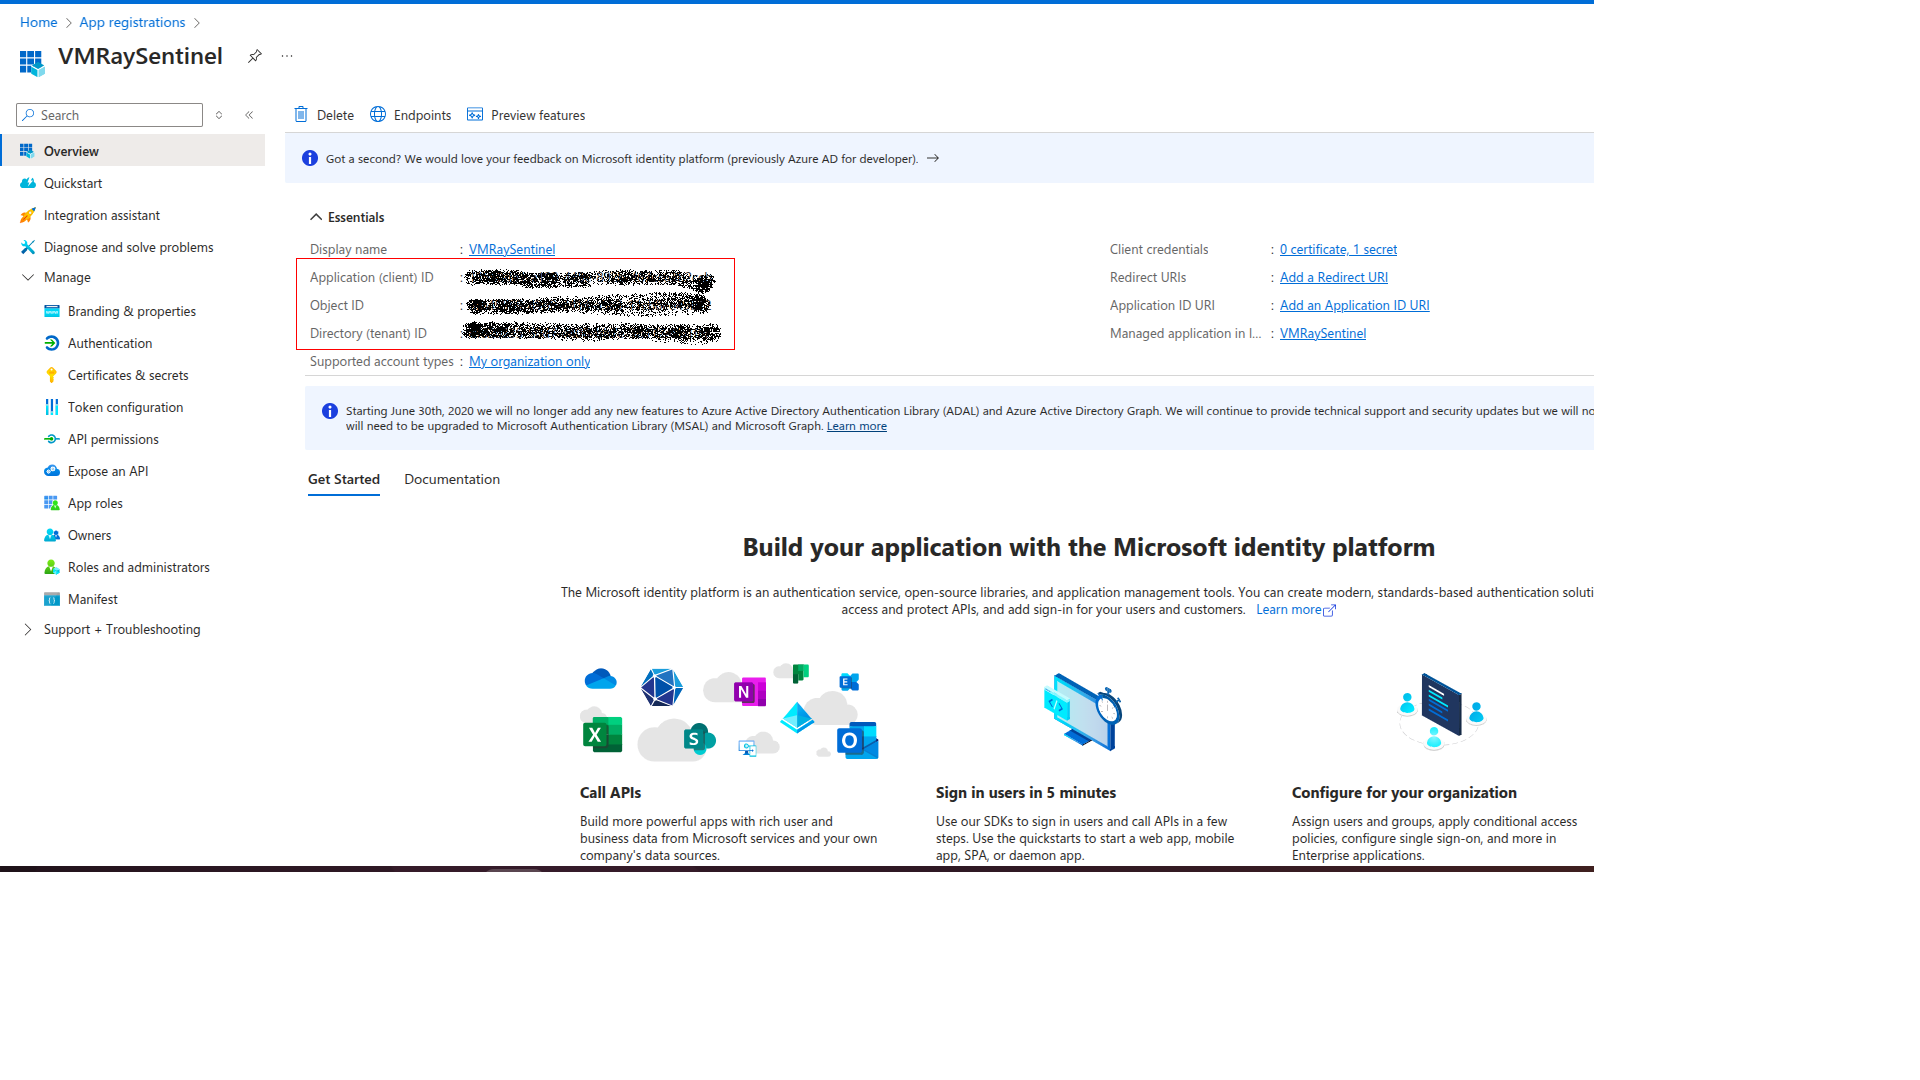 Home > App registrations >
VMRaySentinel
Search
Overview
Quickstart
Integration assistant
Diagnose and solve problems
Manage
Branding & properties
Authentication
Certificates & secrets
Token configuration
API permissions
Expose an API
App roles
Owners
Roles and administrators
Manifest
Support + Troubleshooting
Delete Endpoints Preview features
Got a second? We would love your feedback on Microsoft identity platform (previously Azure AD for developer). →
Essentials
Display name : VMRaySentinel
Application (client) ID :
Object ID :
Directory (tenant) ID :
Supported account types : My organization only
Client credentials : 0 certificate, 1 secret
Redirect URIs : Add a Redirect URI
Application ID URI : Add an Application ID URI
Managed application in l... : VMRaySentinel
Starting June 30th, 2020 we will no longer add any new features to Azure Active Directory Authentication Library (ADAL) and Azure Active Directory Graph. We will continue to provide technical support and security updates but we will no
will need to be upgraded to Microsoft Authentication Library (MSAL) and Microsoft Graph. Learn more
Get Started Documentation
Build your application with the Microsoft identity platform
The Microsoft identity platform is an authentication service, open-source libraries, and application management tools. You can create modern, standards-based authentication soluti
access and protect APIs, and add sign-in for your users and customers. Learn more
N
E
X
S
O
Call APIs
Build more powerful apps with rich user and
business data from Microsoft services and your own
company's data sources.
Sign in users in 5 minutes
Use our SDKs to sign in users and call APIs in a few
steps. Use the quickstarts to start a web app, mobile
app, SPA, or daemon app.
Configure for your organization
Assign users and groups, apply conditional access
policies, configure single sign-on, and more in
Enterprise applications.